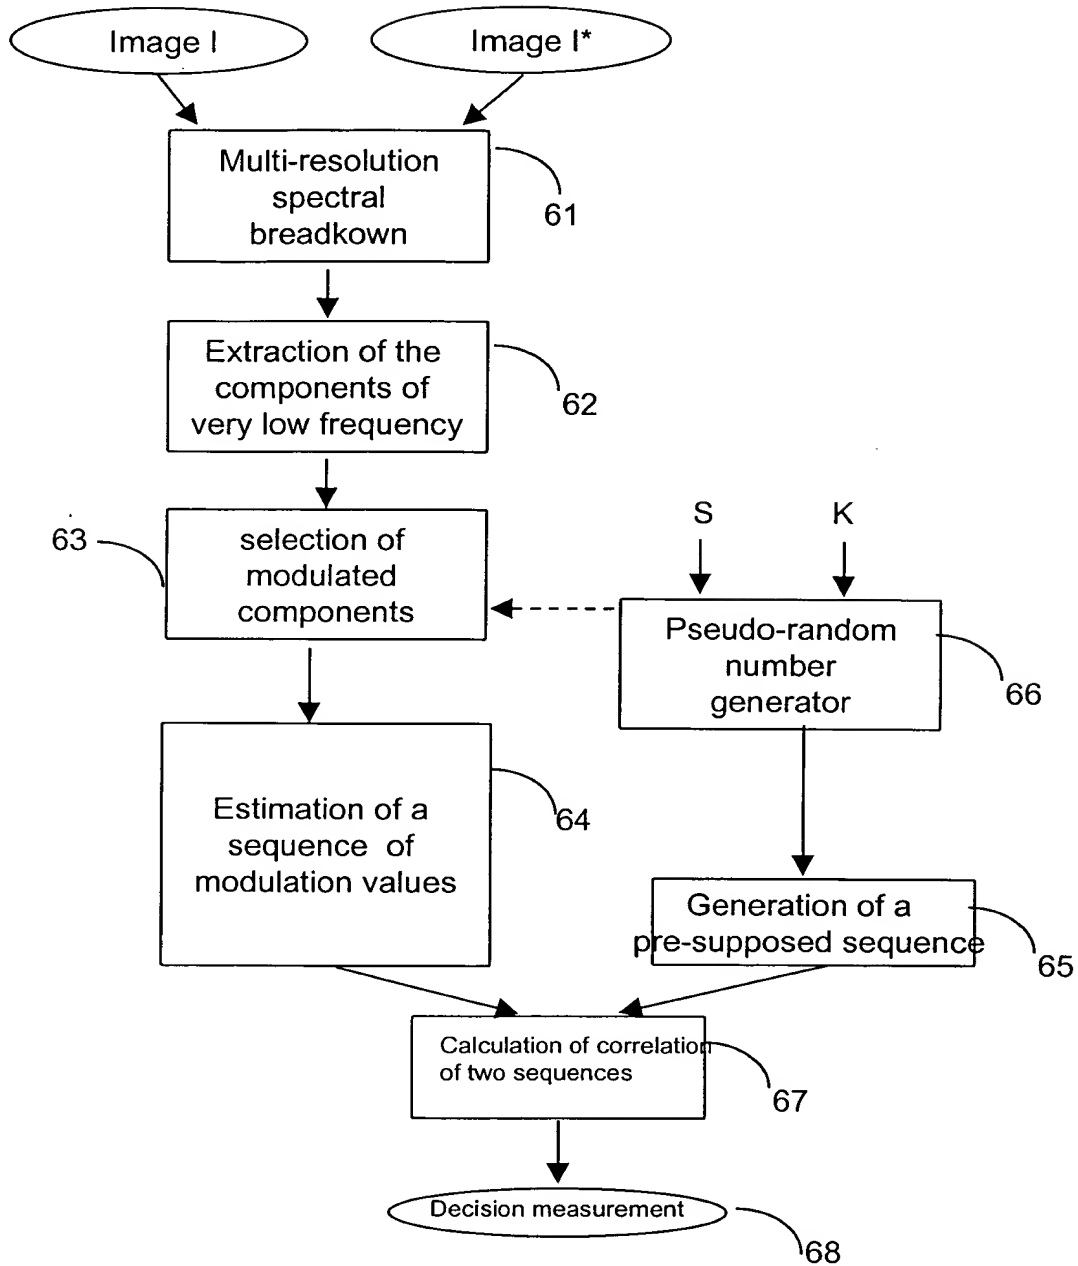 Image I
Image I*
Multi-resolution
spectral
breadkown
61
Extraction of the
components of
very low frequency
62
63
selection of
modulated
components
S
K
Pseudo-random
number
generator
66
Estimation of a
sequence of
modulation values
64
Generation of a
pre-supposed sequence
65
Calculation of correlation
of two sequences
67
Decision measurement
68